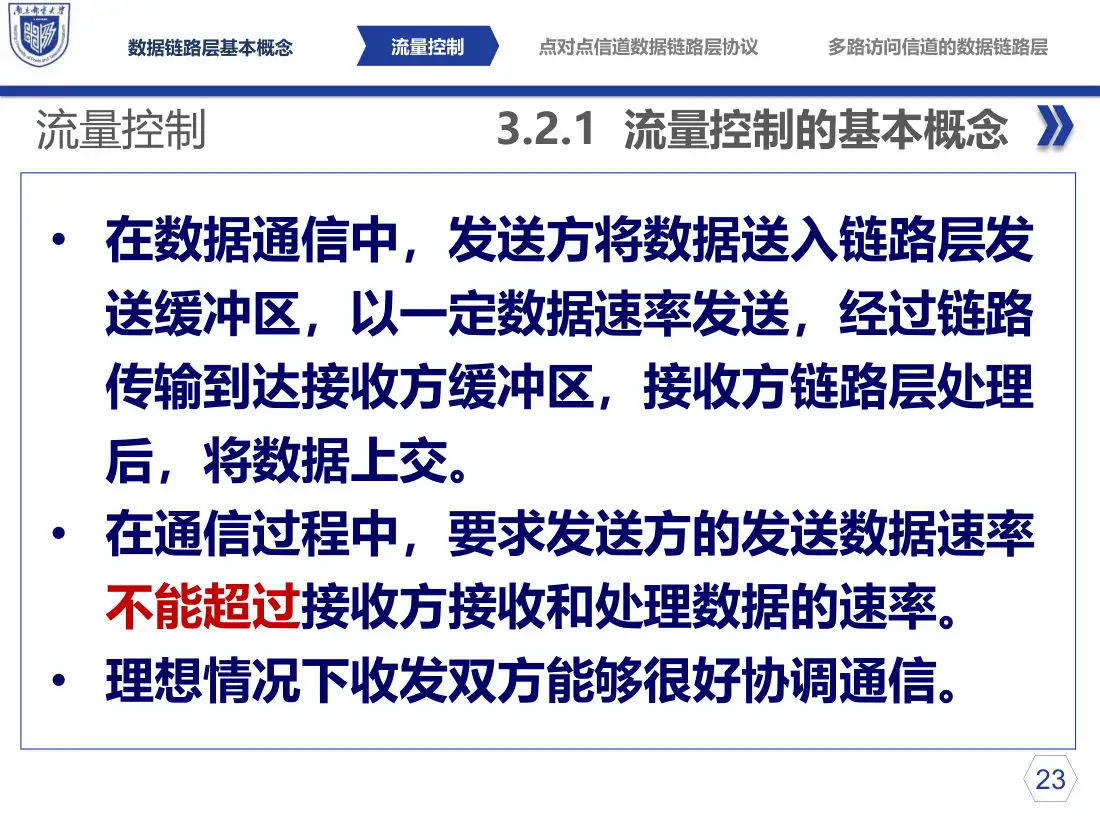 南京邮电大学
数据链路层基本概念
流量控制
点对点信道数据链路层协议
多路访问信道的数据链路层
流量控制
3.2.1 流量控制的基本概念
• 在数据通信中，发送方将数据送入链路层发
送缓冲区，以一定数据速率发送，经过链路
传输到达接收方缓冲区，接收方链路层处理
后，将数据上交。
• 在通信过程中，要求发送方的发送数据速率
不能超过接收方接收和处理数据的速率。
• 理想情况下收发双方能够很好协调通信。
23